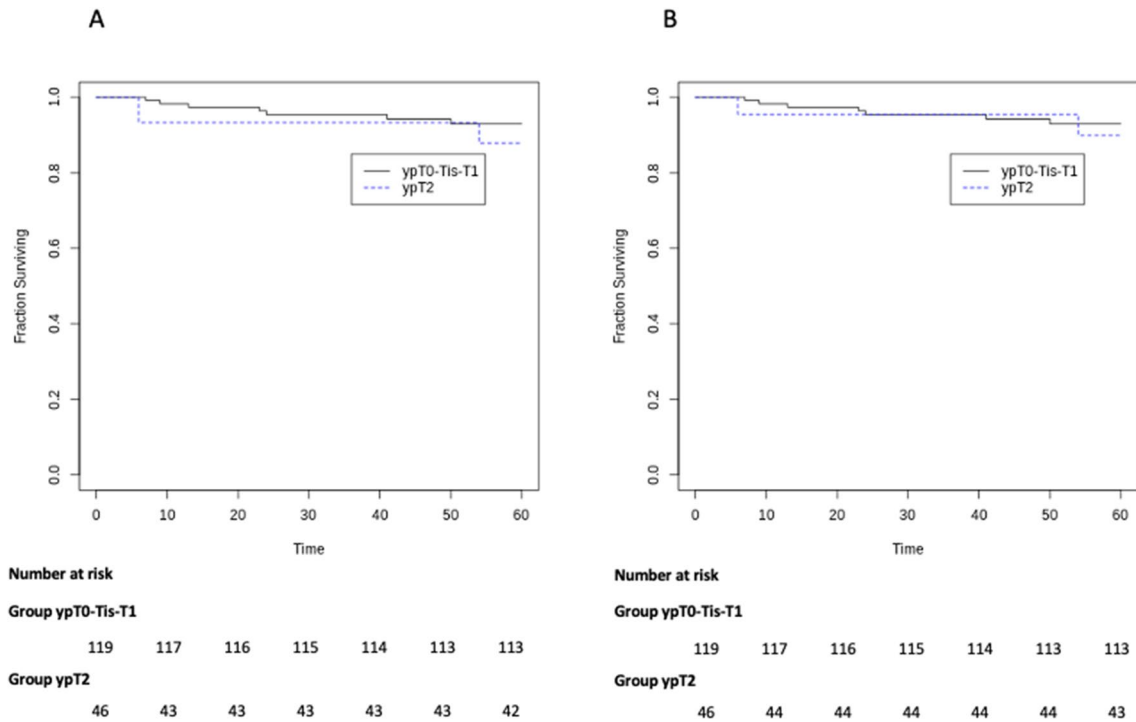 A
1.0
0.8
0.6
0.4
0.2
0.0
Fraction Surviving
ypT0-Tis-T1
ypT2
0 10 20 30 40 50 60
Time
Number at risk
Group ypT0-Tis-T1
119 117 116 115 114 113 113
Group ypT2
46 43 43 43 43 43 42
B
1.0
0.8
0.6
0.4
0.2
0.0
Fraction Surviving
ypT0-Tis-T1
ypT2
0 10 20 30 40 50 60
Time
Number at risk
Group ypT0-Tis-T1
119 117 116 115 114 113 113
Group ypT2
46 44 44 44 44 44 43